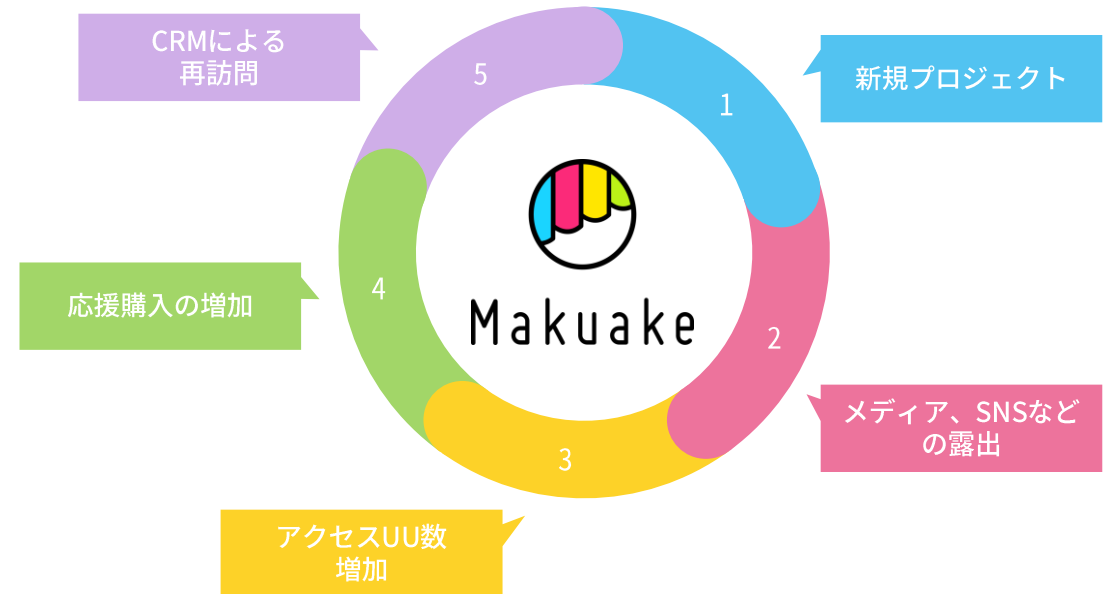 CRMによる
再訪問
5
1
新規プロジェクト
Makuake
応援購入の増加
4
2
メディア、SNSなど
の露出
3
アクセスUU数
増加